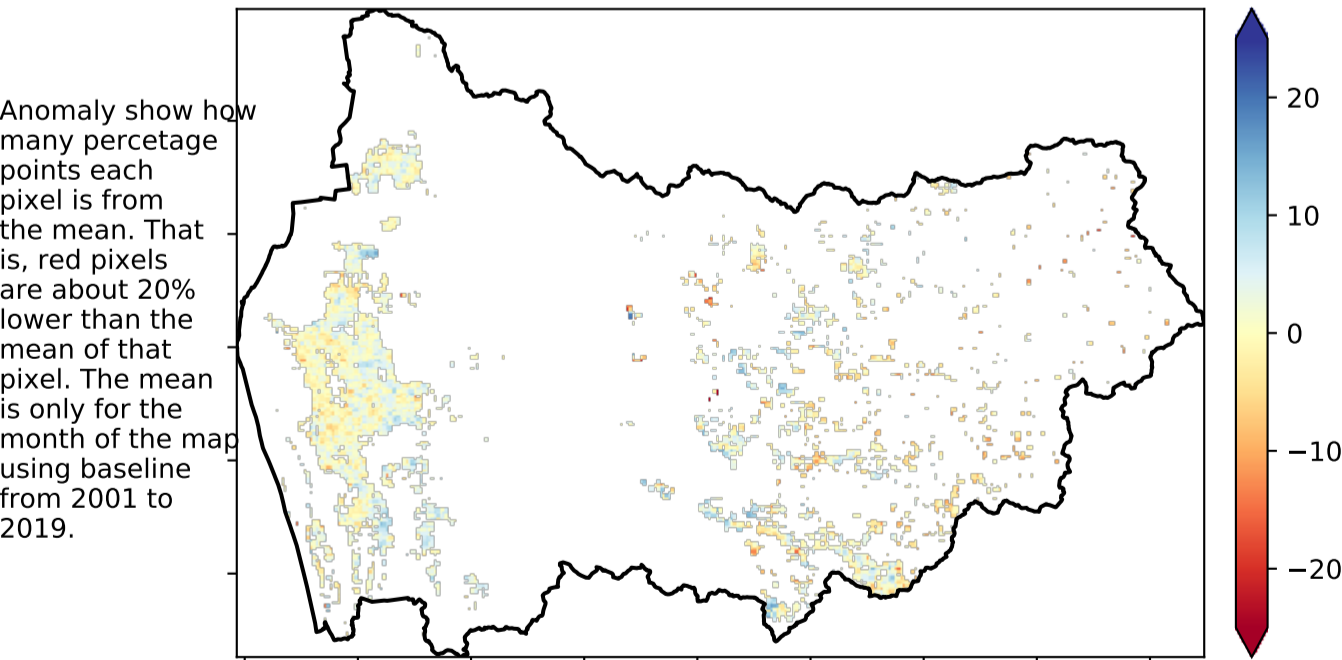 Anomaly show how
many percetage
points each
pixel is from
the mean. That
is, red pixels
are about 20%
lower than the
mean of that
pixel. The mean
is only for the
month of the map
using baseline
from 2001 to
2019.
20
10
0
−10
−20